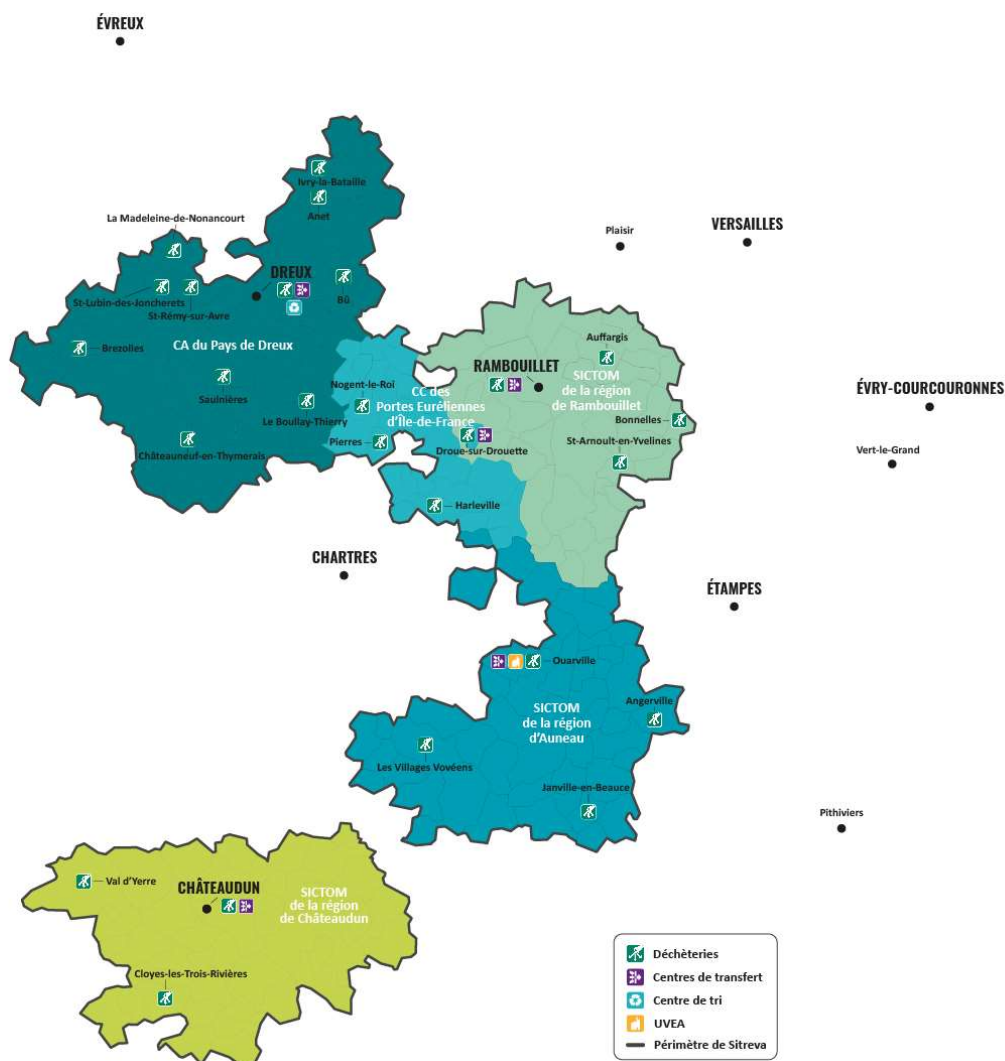 ÉVREUX
Ivry-la-Bataille
Anet
La Madeleine-de-Nonancourt
VERSAILLES
Plaisir
DREUX
Bû
St-Lubin-des-Joncherets
St-Rémy-sur-Avre
Brezolles
CA du Pays de Dreux
Auffargis
RAMBOUILLET
SICTOM
de la région
de Rambouillet
Nogent-le-Roi
CC des
Portes Euréliennes
d'Île-de-France
Saulnières
Le Boullay-Thierry
ÉVRY-COURCOURONNES
Bonnelles
Pierres
St-Arnoult-en-Yvelines
Châteauneuf-en-Thymerais
Droue-sur-Drouette
Vert-le-Grand
Harleville
CHARTRES
ÉTAMPES
Ouarville
Angerville
SICTOM
de la région
d'Auneau
Les Villages Vovéens
Janville-en-Beauce
Pithiviers
Val d'Yerre
CHÂTEAUDUN
SICTOM
de la région
de Châteaudun
Cloyes-les-Trois-Rivières
Déchèteries
Centres de transfert
Centre de tri
UVEA
Périmètre de Sitreva